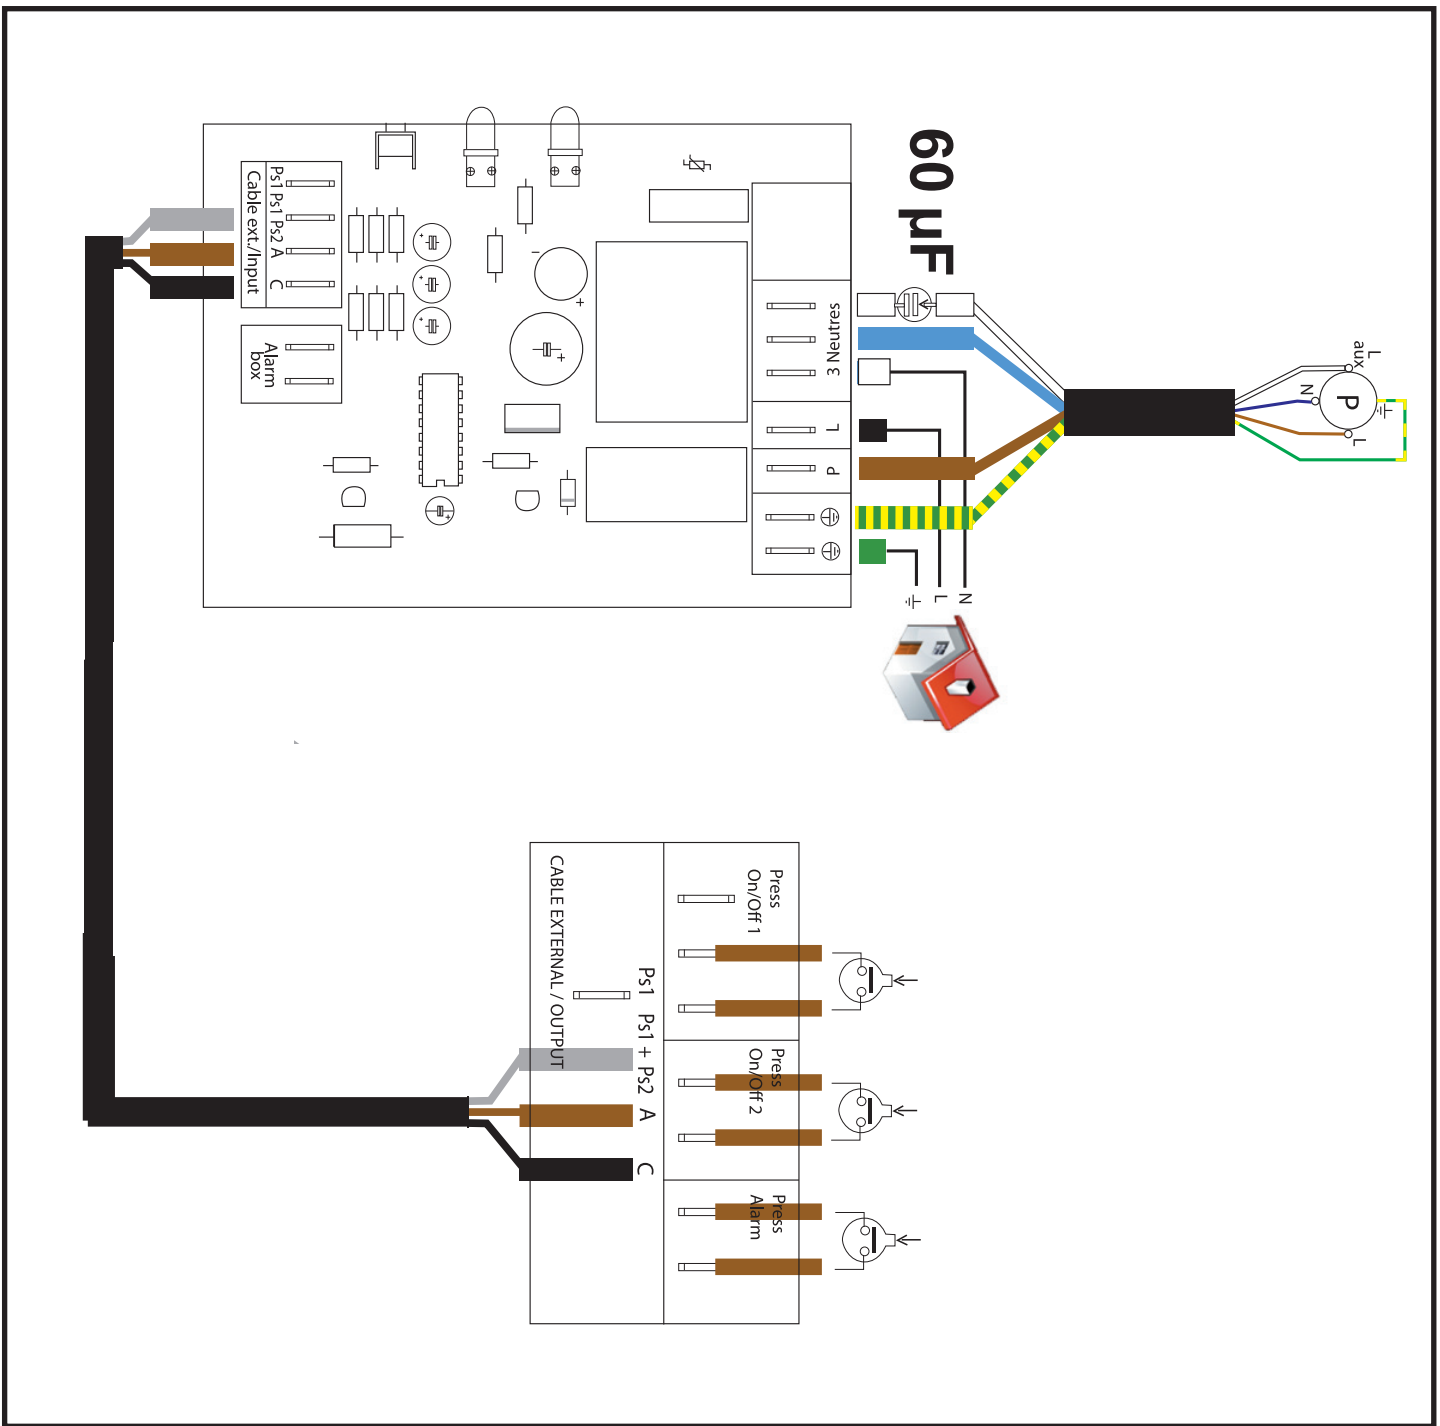 60 µF
Ps1 Ps1 Ps2 A C
Cable ext./Input
Alarm
box
3 Neutres
L
P
L
aux
N
P
L
N
L
Press
On/Off 1
Press
On/Off 2
Press
Alarm
Ps1 Ps1 + Ps2 A C
CABLE EXTERNAL / OUTPUT